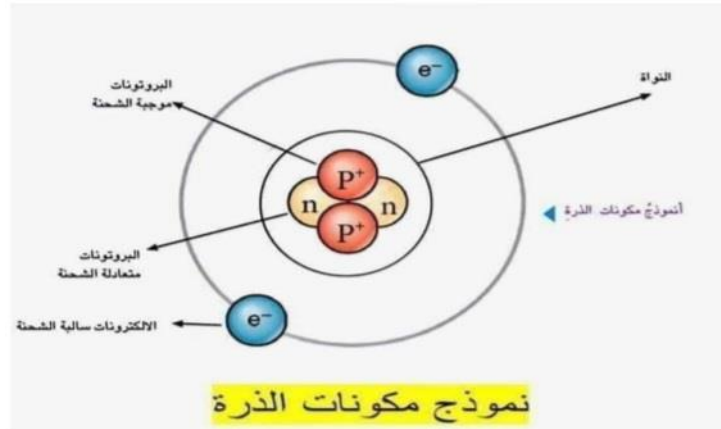 e⁻
النواة
البروتونات
موجبة الشحنة
P⁺
n
n
P⁺
أنموذجُ مكونات الذرةِ
البروتونات
متعادلة الشحنة
e⁻
الالكترونات سالبة الشحنة
نموذج مكونات الذرة